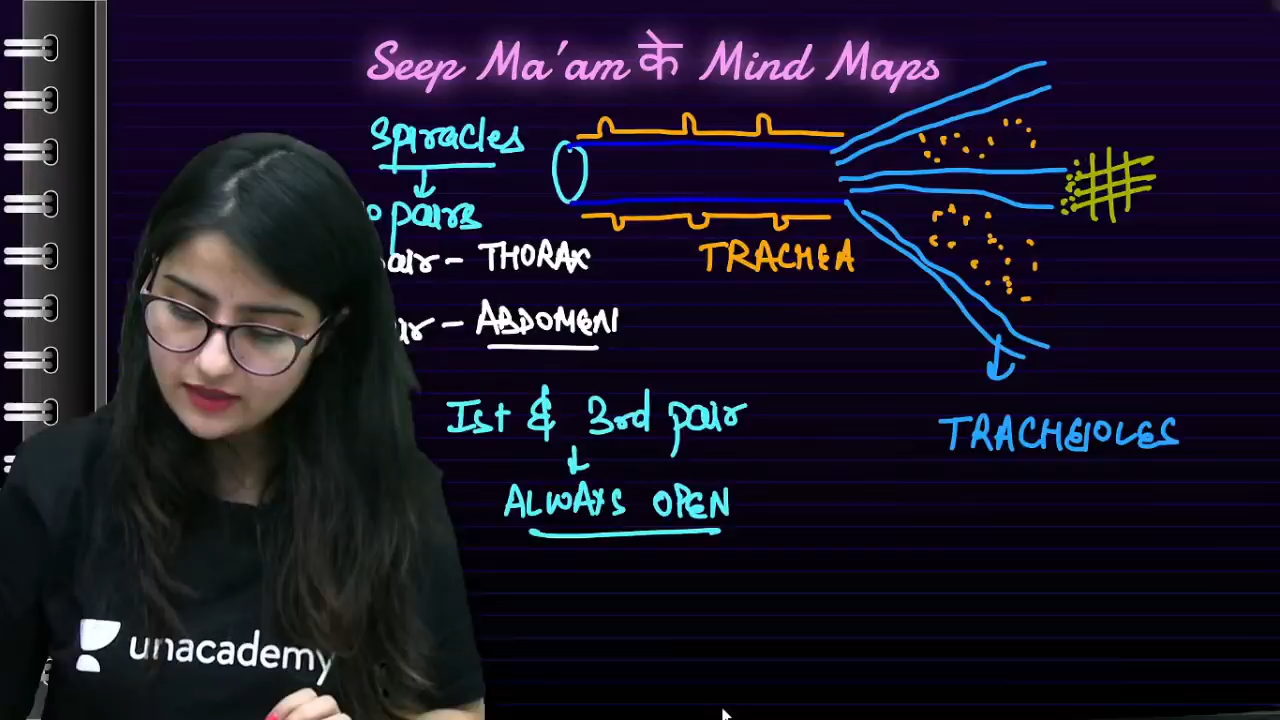 Seep Ma'am के Mind Maps
Spiracles
pairs
THORAX
TRACHEA
- ABDOMEN
Ist & 3rd pair
ALWAYS OPEN
TRACHEOLES
unacademy